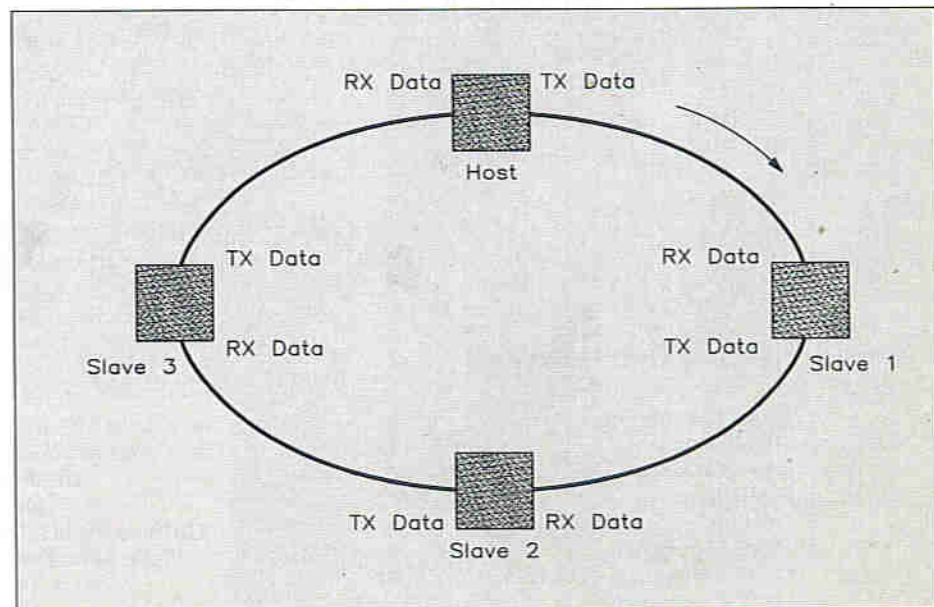 RX Data
TX Data
Host
TX Data
RX Data
RX Data
TX Data
Slave 3
Slave 1
TX Data
RX Data
Slave 2